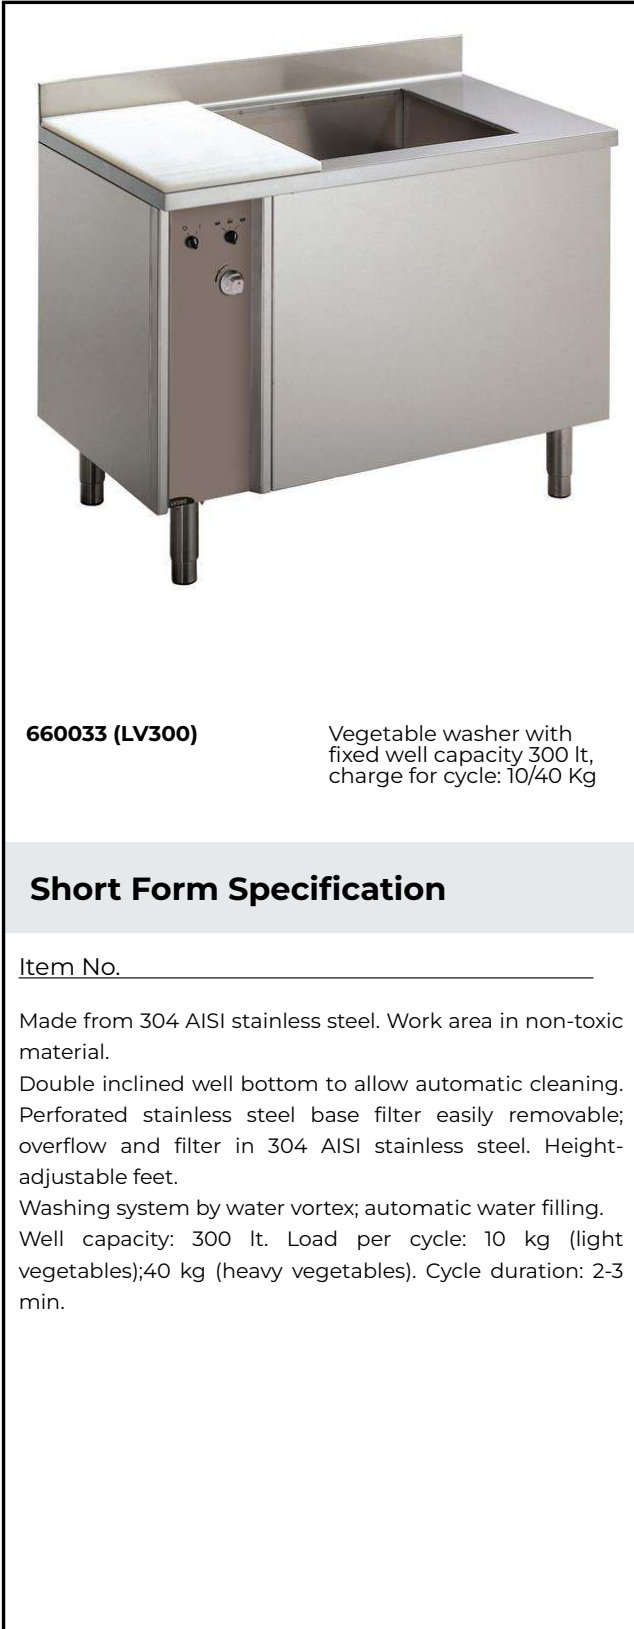 660033 (LV300)
Vegetable washer with
fixed well capacity 300 lt,
charge for cycle: 10/40 Kg
Short Form Specification
Item No.
Made from 304 AISI stainless steel. Work area in non-toxic
material.
Double inclined well bottom to allow automatic cleaning.
Perforated stainless steel base filter easily removable;
overflow and filter in 304 AISI stainless steel. Height-
adjustable feet.
Washing system by water vortex; automatic water filling.
Well capacity: 300 lt. Load per cycle: 10 kg (light
vegetables);40 kg (heavy vegetables). Cycle duration: 2-3
min.